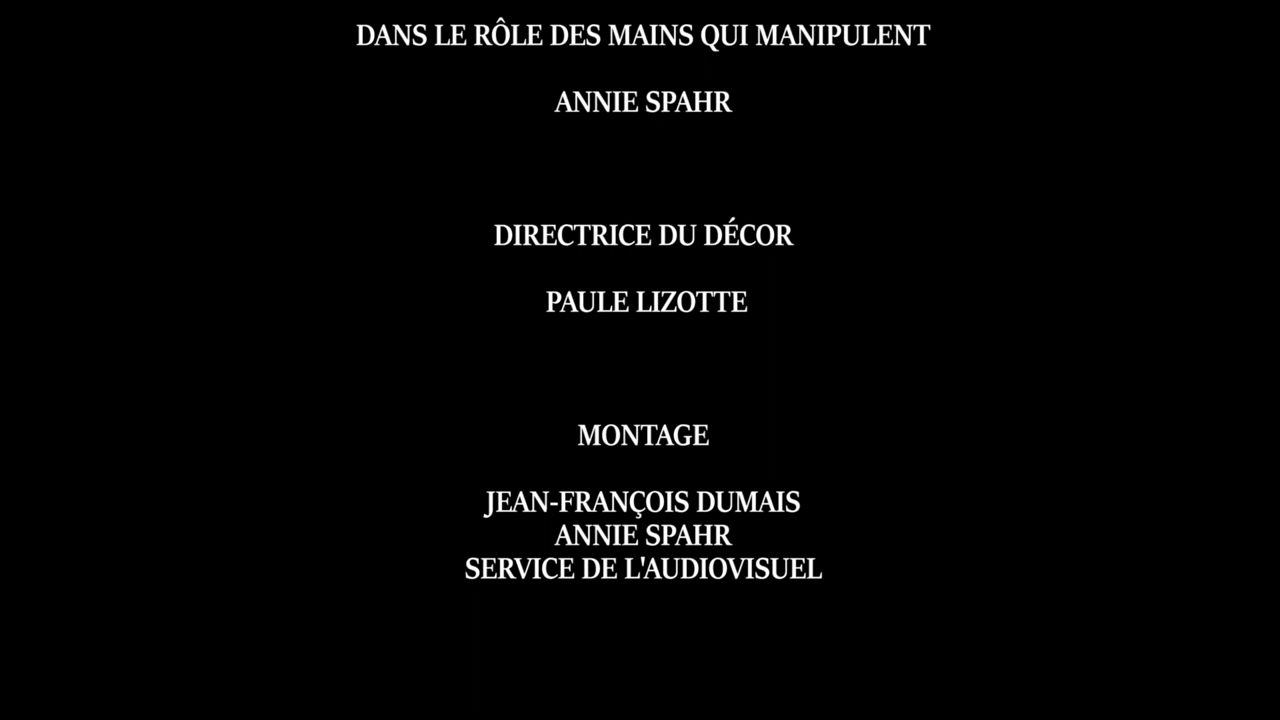 DANS LE RÔLE DES MAINS QUI MANIPULENT
ANNIE SPAHR
DIRECTRICE DU DÉCOR
PAULE LIZOTTE
MONTAGE
JEAN-FRANÇOIS DUMAIS
ANNIE SPAHR
SERVICE DE L'AUDIOVISUEL